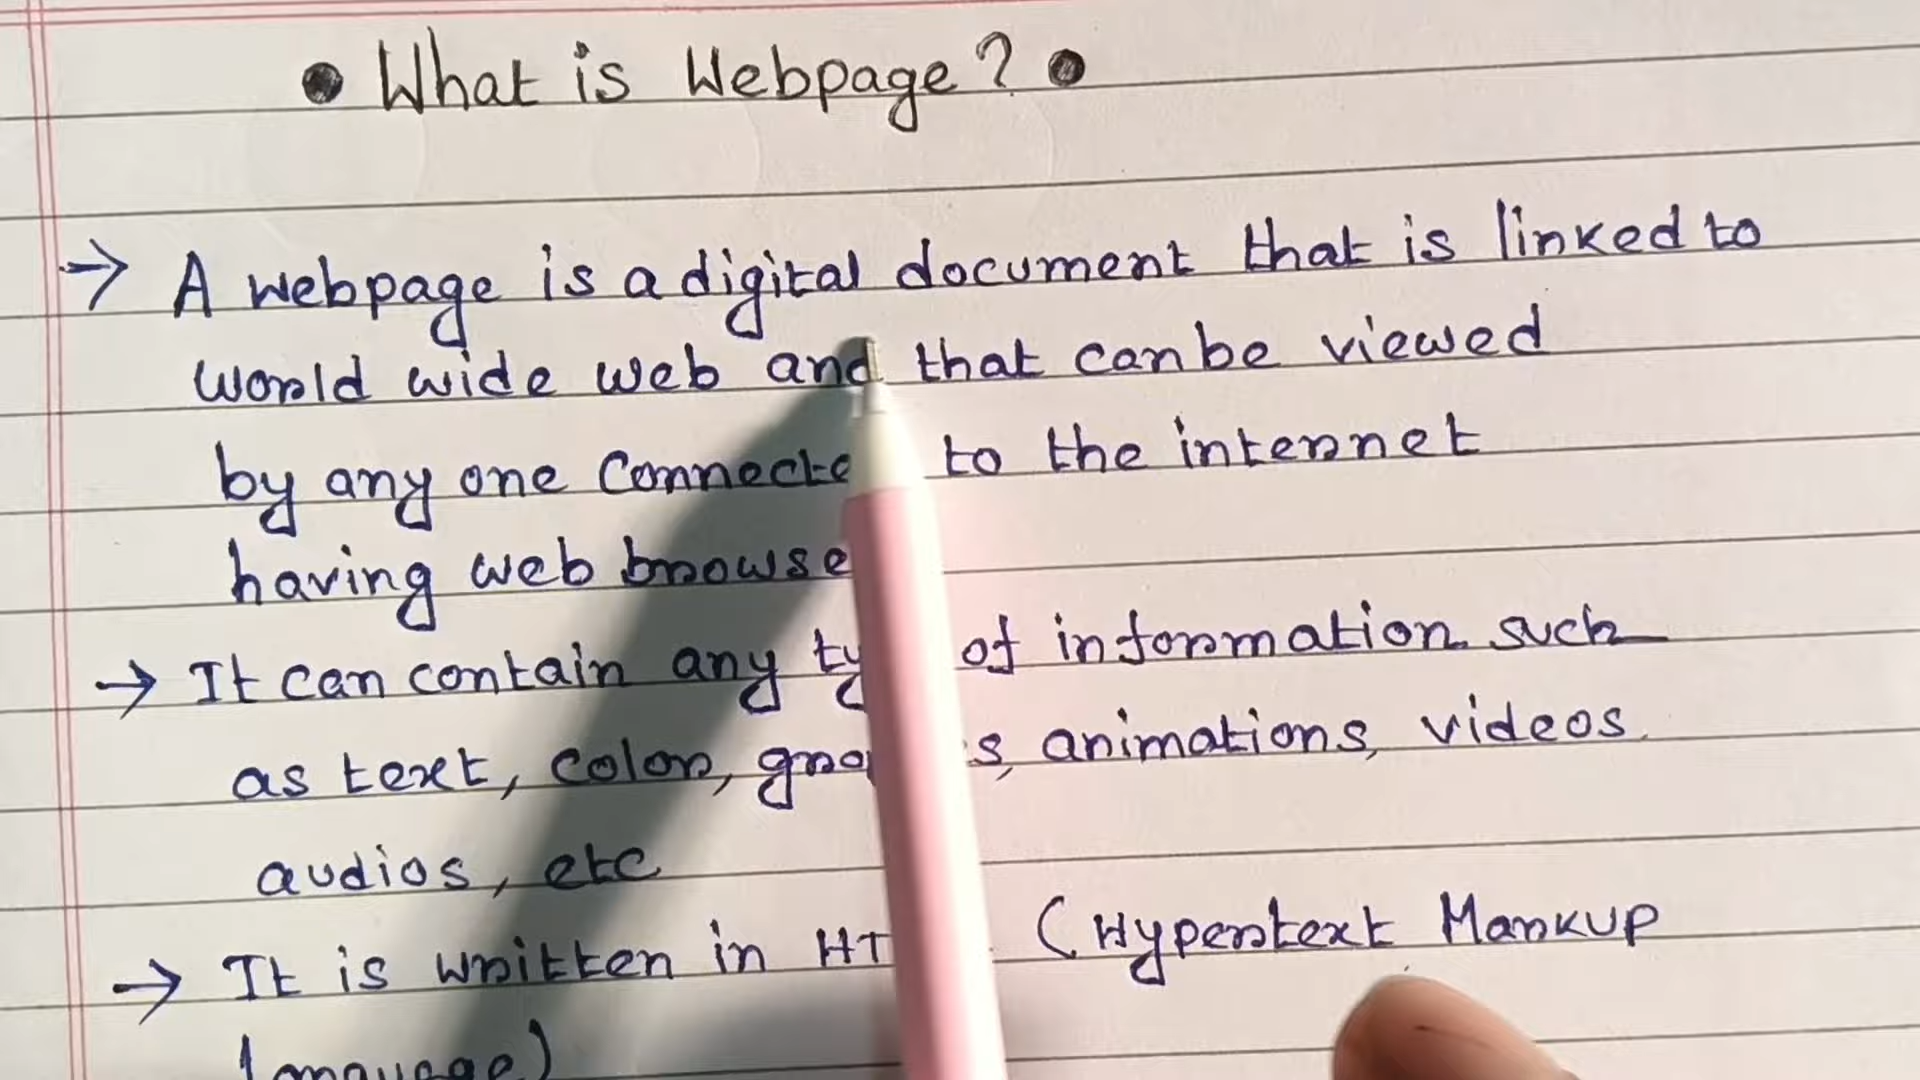 • What is Webpage? •
→ A webpage is a digital document that is linked to
world wide web and that can be viewed
by any one to the internet
having web
→ It can contain any of information such
as text, color, animations, videos
audios, etc
→ It is written in (Hypertext Markup
language)